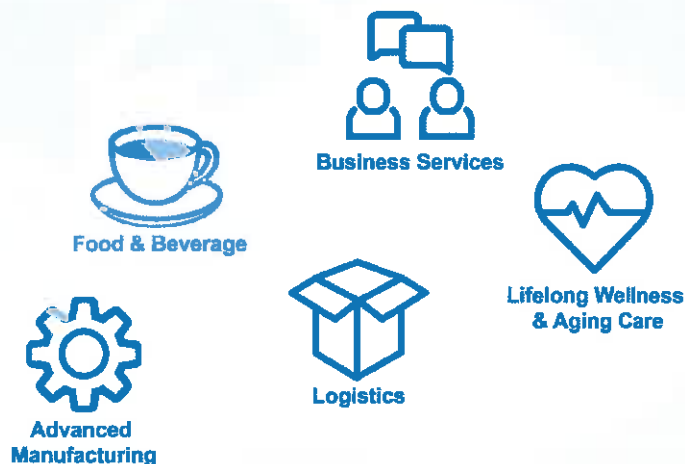 Business Services
Food & Beverage
Lifelong Wellness
& Aging Care
Logistics
Advanced
Manufacturing